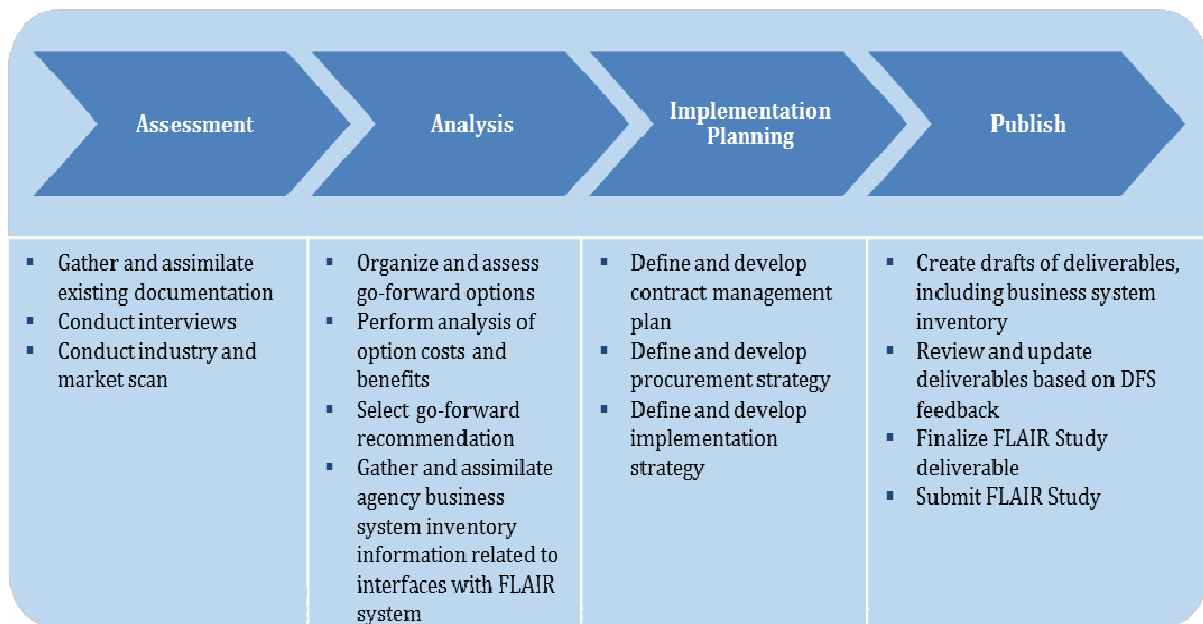 Assessment
Analysis
Implementation
Planning
Publish
▪ Gather and assimilate
existing documentation
▪ Conduct interviews
▪ Conduct industry and
market scan
▪ Organize and assess
go-forward options
▪ Perform analysis of
option costs and
benefits
▪ Select go-forward
recommendation
▪ Gather and assimilate
agency business
system inventory
information related to
interfaces with FLAIR
system
▪ Define and develop
contract management
plan
▪ Define and develop
procurement strategy
▪ Define and develop
implementation
strategy
▪ Create drafts of deliverables,
including business system
inventory
▪ Review and update
deliverables based on DFS
feedback
▪ Finalize FLAIR Study
deliverable
▪ Submit FLAIR Study